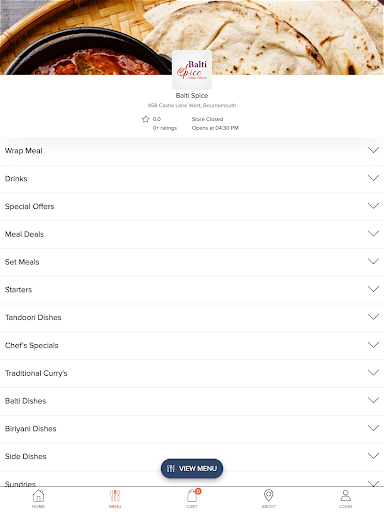 Balti
Spice
Balti Spice
458 Castle Lane West, Bournemouth
0.0
Store Closed
0+ ratings
Opens at 04:30 PM
Wrap Meal
Drinks
Special Offers
Meal Deals
Set Meals
Starters
Tandoori Dishes
Chef's Specials
Traditional Curry's
Balti Dishes
Biriyani Dishes
Side Dishes
VIEW MENU
Sundries
0
HOME
MENU
CART
ABOUT
LOGIN